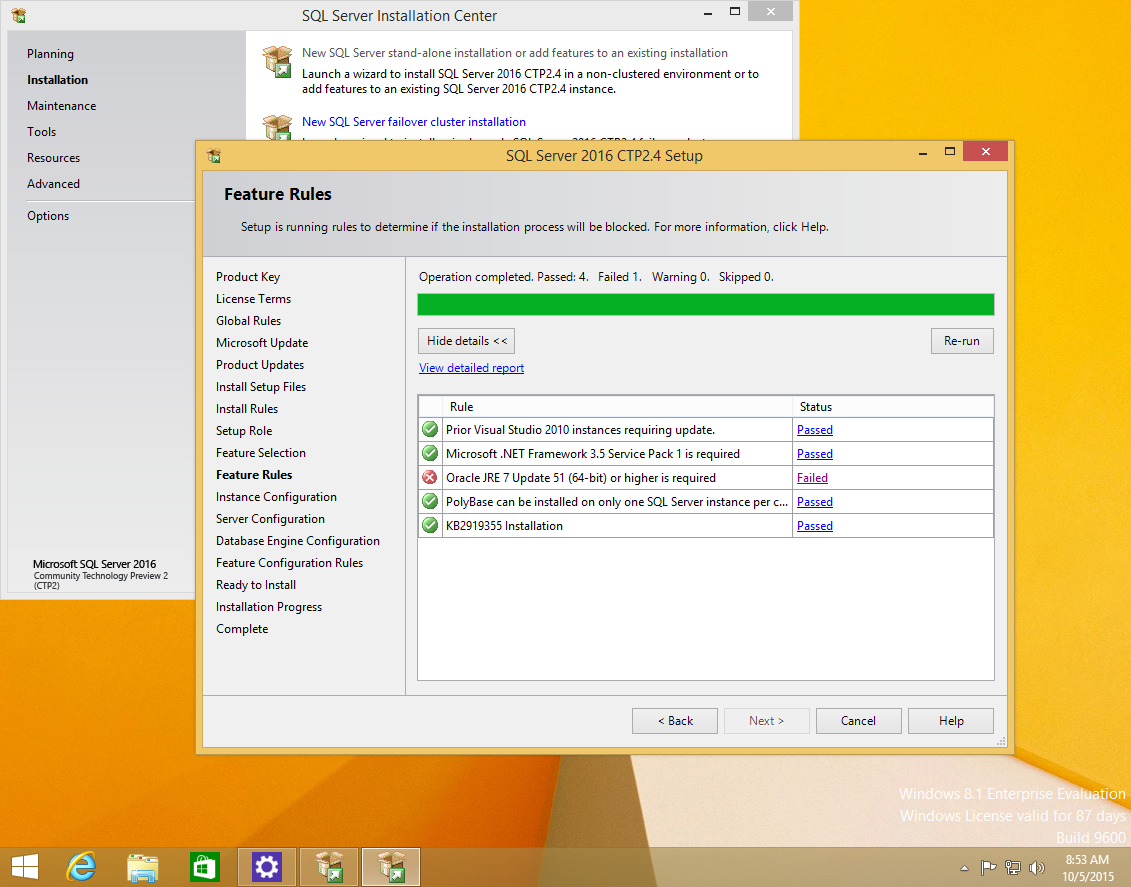 SQL Server Installation Center
Planning
Installation
Maintenance
Tools
Resources
Advanced
Options
Microsoft SQL Server 2016
Community Technology Preview 2
(CTP2)
New SQL Server stand-alone installation or add features to an existing installation
Launch a wizard to install SQL Server 2016 CTP2.4 in a non-clustered environment or to
add features to an existing SQL Server 2016 CTP2.4 instance.
New SQL Server failover cluster installation
SQL Server 2016 CTP2.4 Setup
Feature Rules
Setup is running rules to determine if the installation process will be blocked. For more information, click Help.
Product Key
License Terms
Global Rules
Microsoft Update
Product Updates
Install Setup Files
Install Rules
Setup Role
Feature Selection
Feature Rules
Instance Configuration
Server Configuration
Database Engine Configuration
Feature Configuration Rules
Ready to Install
Installation Progress
Complete
Operation completed. Passed: 4. Failed 1. Warning 0. Skipped 0.
Hide details <<
Re-run
View detailed report
Rule Status
Prior Visual Studio 2010 instances requiring update. Passed
Microsoft .NET Framework 3.5 Service Pack 1 is required Passed
Oracle JRE 7 Update 51 (64-bit) or higher is required Failed
PolyBase can be installed on only one SQL Server instance per c... Passed
KB2919355 Installation Passed
< Back Next > Cancel Help
Windows 8.1 Enterprise Evaluation
Windows License valid for 87 days
Build 9600
8:53 AM
10/5/2015